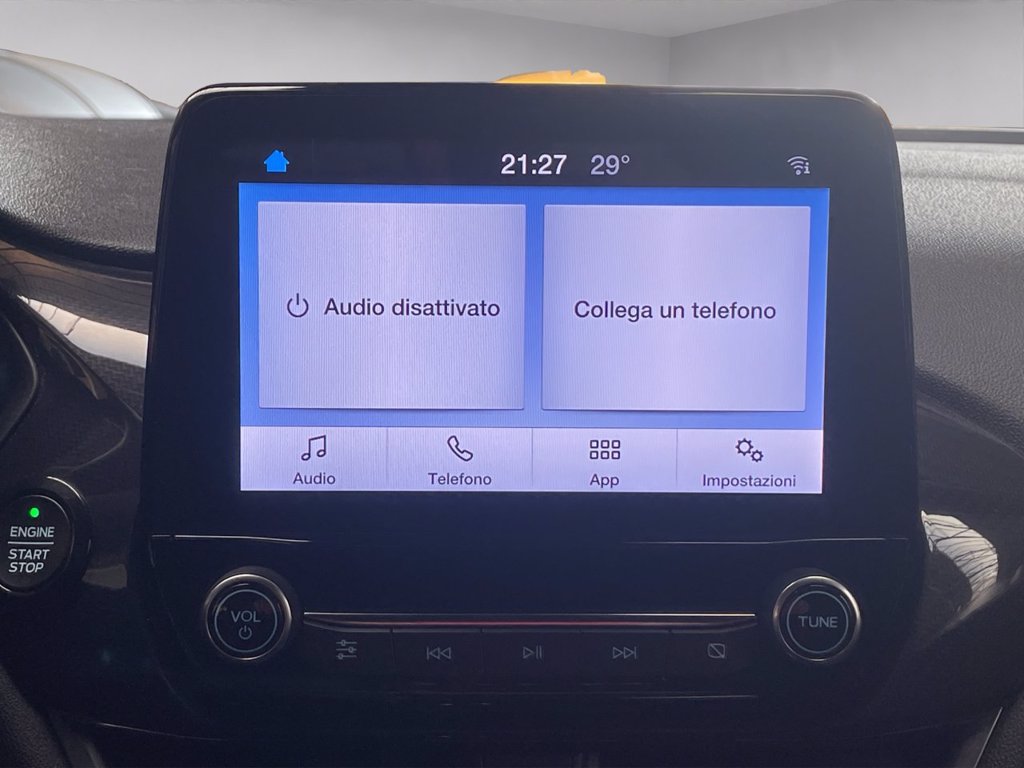 21:27 29°
Audio disattivato
Collega un telefono
Audio
Telefono
App
Impostazioni
ENGINE
START
STOP
VOL
TUNE